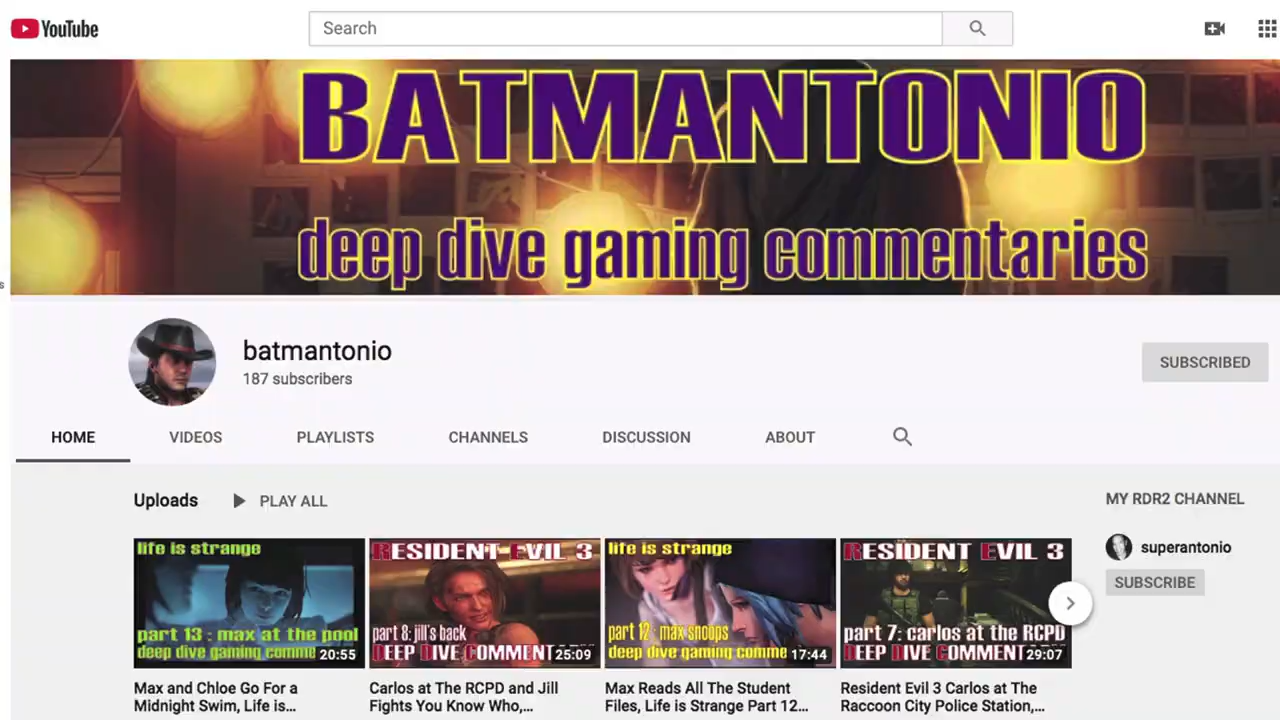 YouTube
Search
BATMANTONIO
deep dive gaming commentaries
s
batmantonio
187 subscribers
SUBSCRIBED
HOME
VIDEOS
PLAYLISTS
CHANNELS
DISCUSSION
ABOUT
Uploads
PLAY ALL
MY RDR2 CHANNEL
superantonio
SUBSCRIBE
life is strange
part 13 : max at the pool
deep dive gaming comme
20:55
Max and Chloe Go For a
Midnight Swim, Life is...
RESIDENT EVIL 3
part 8: jill's back
DEEP DIVE COMMENT
25:09
Carlos at The RCPD and Jill
Fights You Know Who,...
life is strange
part 12 : max snoops
deep dive gaming comme
17:44
Max Reads All The Student
Files, Life is Strange Part 12...
RESIDENT EVIL 3
part 7: carlos at the RCPD
DEEP DIVE COMMENT
29:07
Resident Evil 3 Carlos at The
Raccoon City Police Station,...